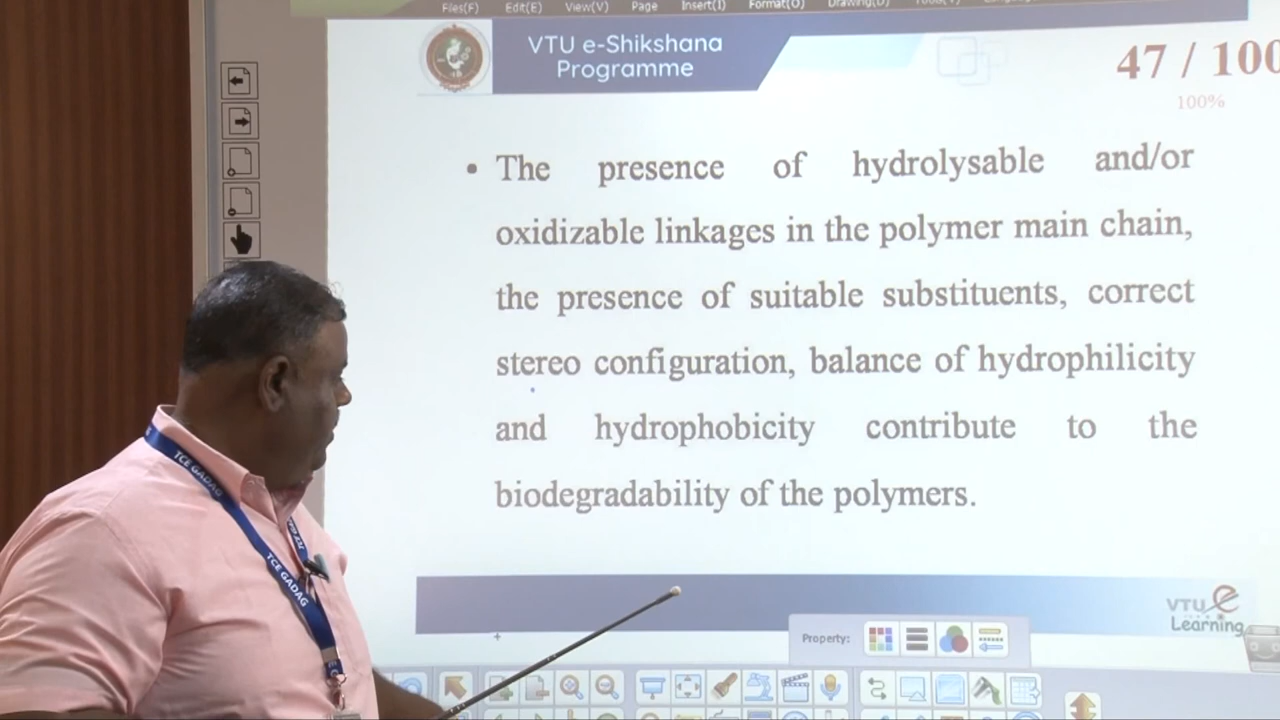 Files(F) Edit(E) View(V) Page Insert(I) Format(O) Drawing(D)
VTU e-Shikshana
Programme
47 / 100
100%
• The presence of hydrolysable and/or
oxidizable linkages in the polymer main chain,
the presence of suitable substituents, correct
stereo configuration, balance of hydrophilicity
and hydrophobicity contribute to the
biodegradability of the polymers.
TCE GADAG
TCE GADAG
VTU e
Learning
Property: